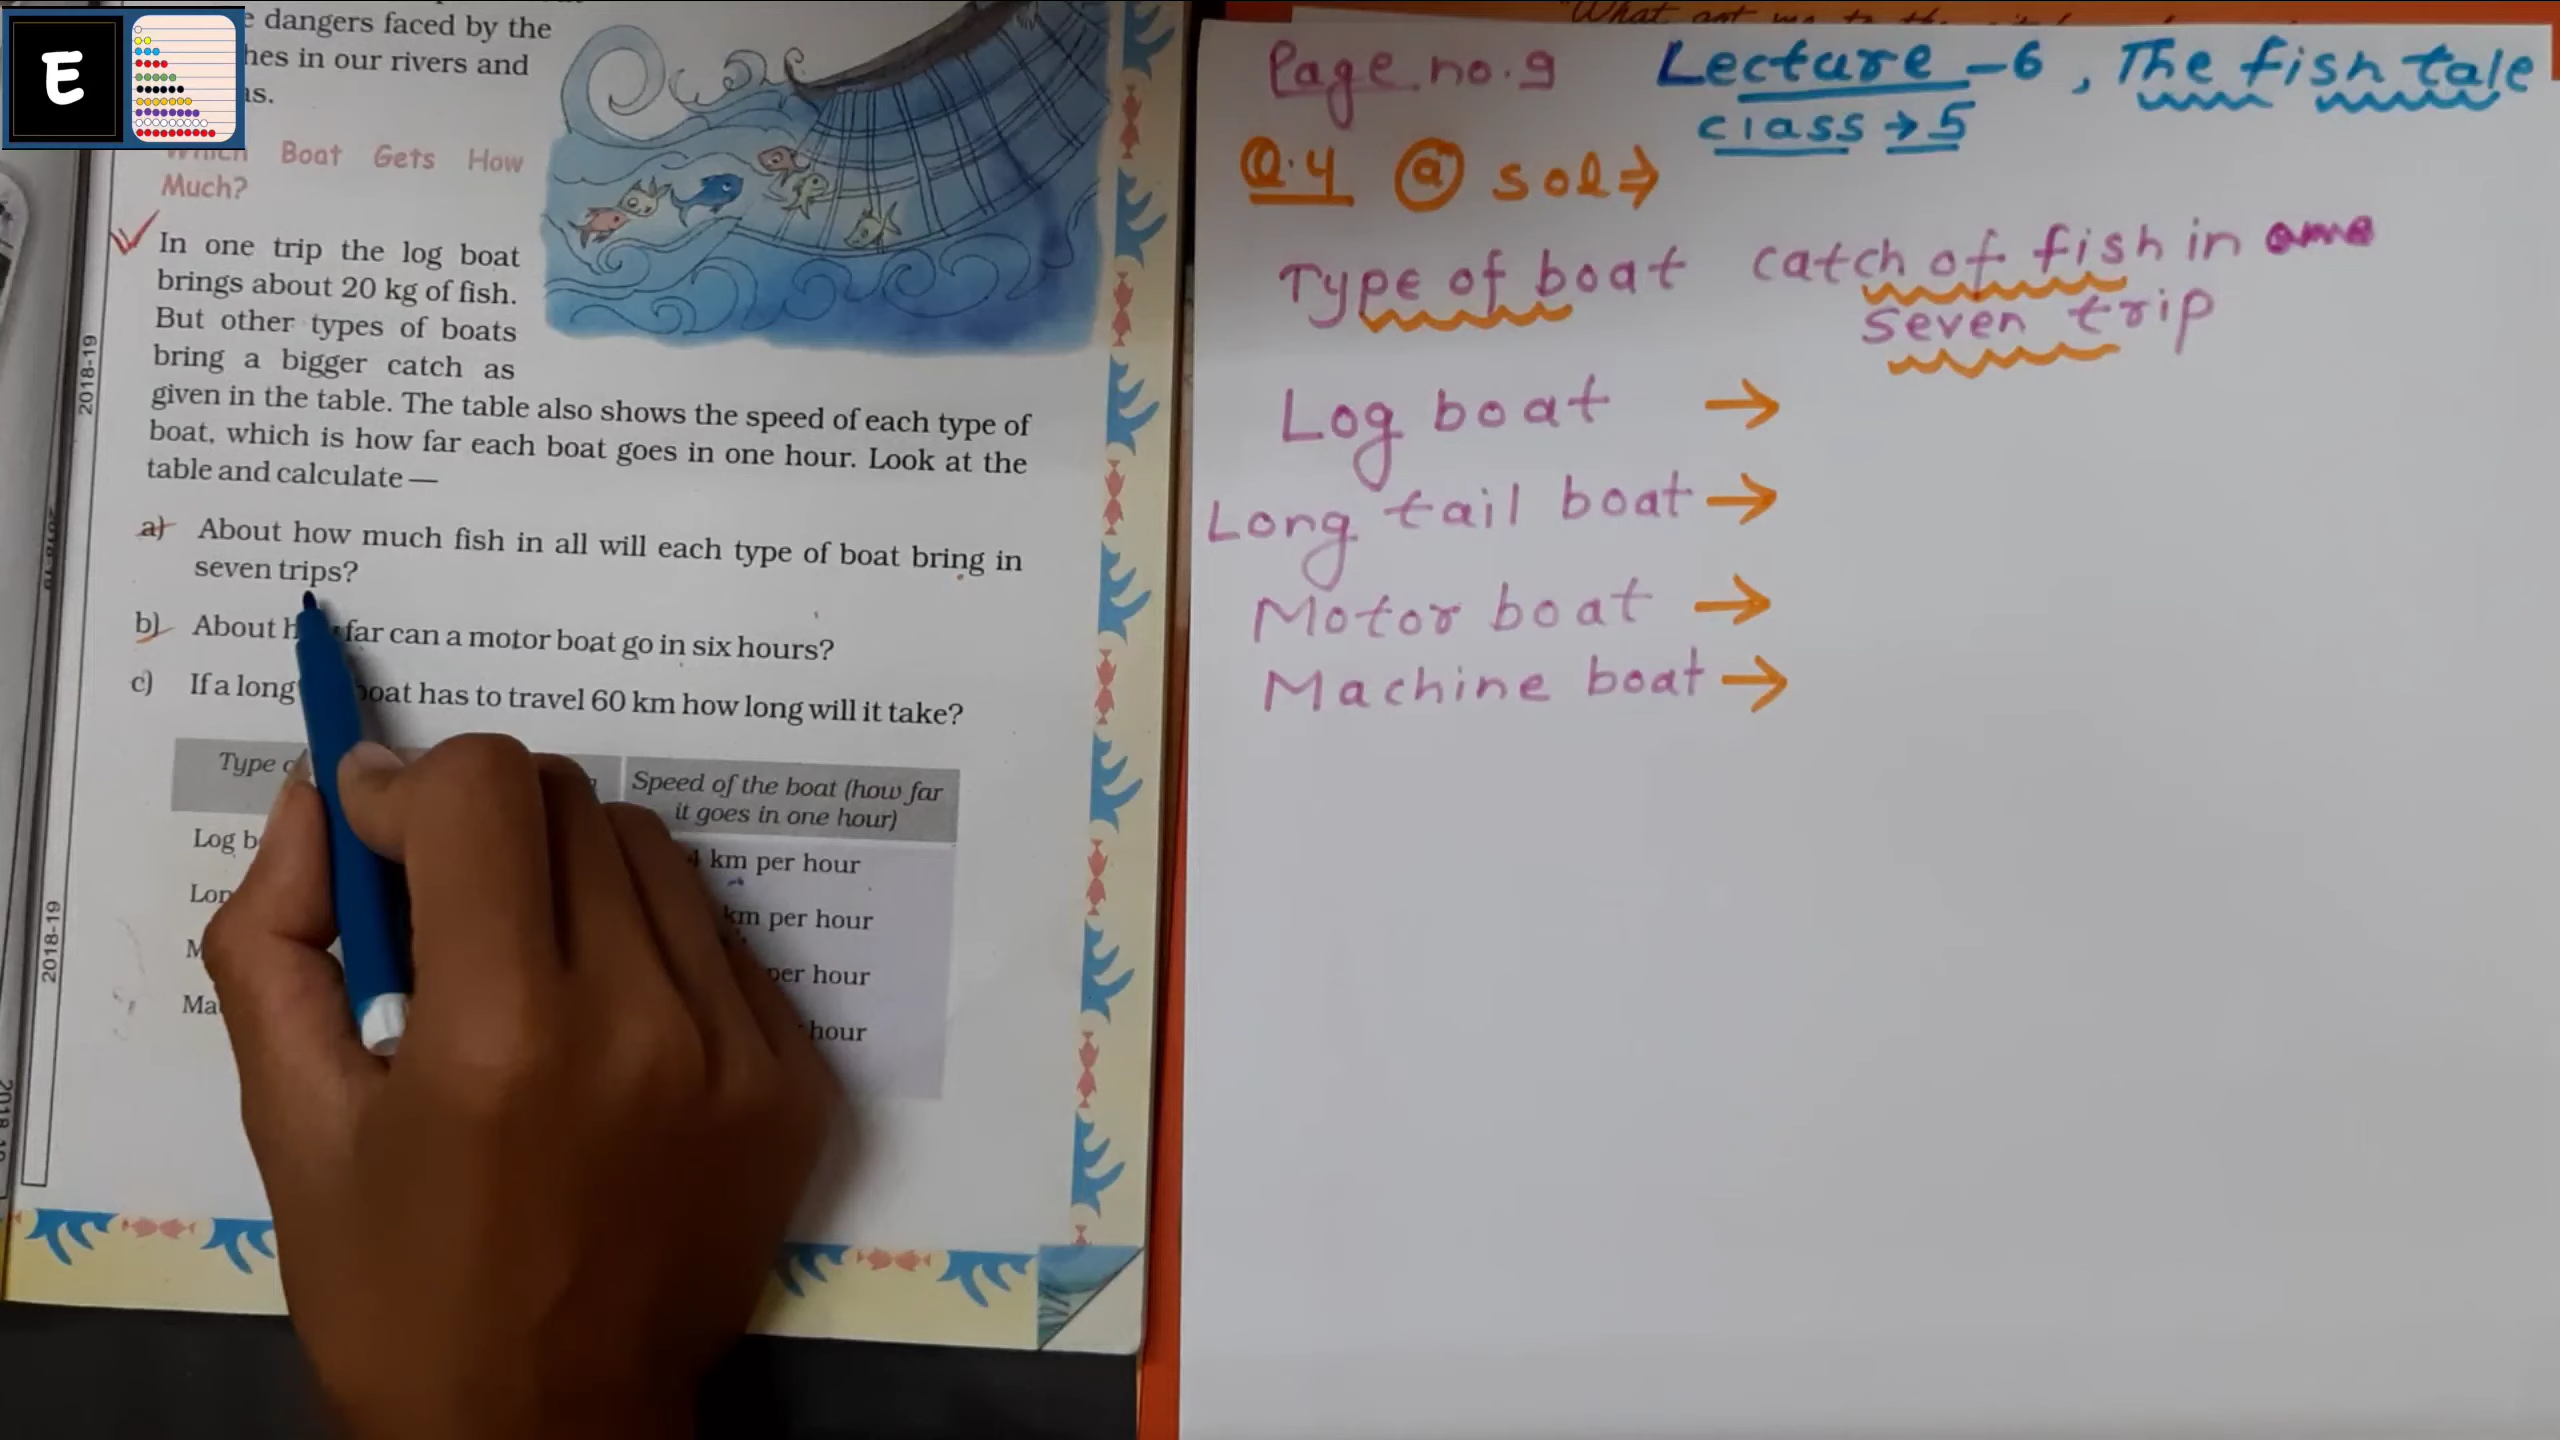 E
dangers faced by the
in our rivers and
Boat Gets How
Much?
In one trip the log boat
brings about 20 kg of fish.
But other types of boats
bring a bigger catch as
given in the table. The table also shows the speed of each type of
boat, which is how far each boat goes in one hour. Look at the
table and calculate —
a) About how much fish in all will each type of boat bring in
seven trips?
b) About far can a motor boat go in six hours?
c) If a long boat has to travel 60 km how long will it take?
Type
Speed of the boat (how far
it goes in one hour)
Log
4 km per hour
km per hour
per hour
hour
2018-19
2018-19
Page no. 9 Lecture - 6 , The fish tale
class → 5
Q.4 a sol ⇒
Type of boat catch of fish in
seven trip
Log boat →
Long tail boat →
Motor boat →
Machine boat →